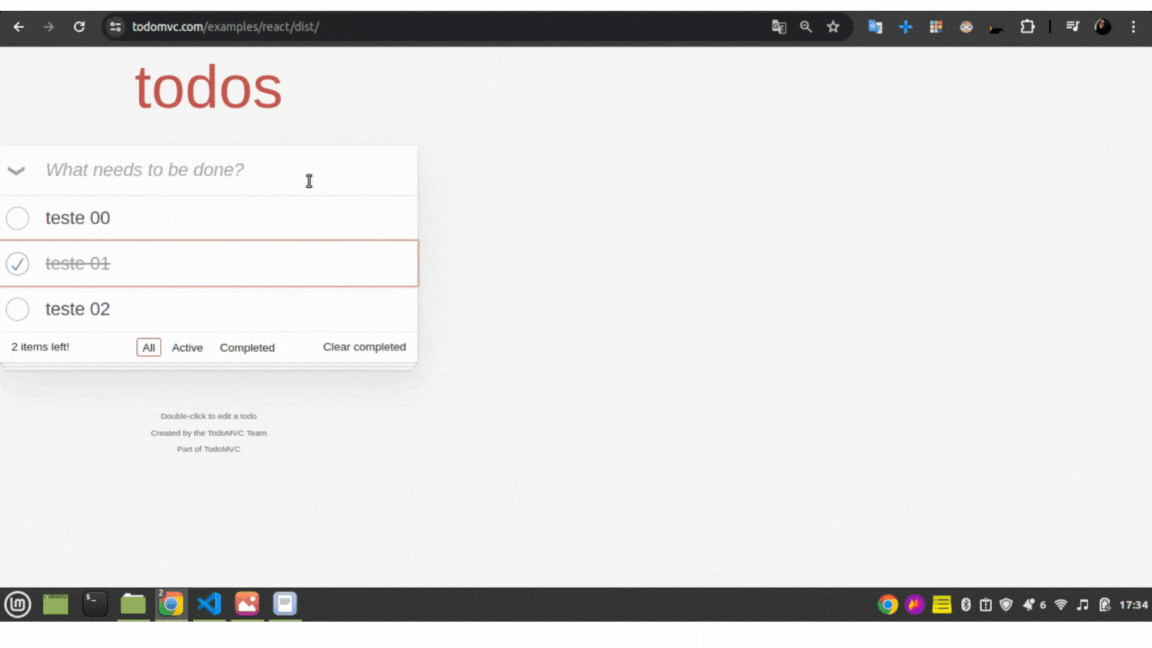 todomvc.com/examples/react/dist/
todos
What needs to be done?
teste 00
teste 01
teste 02
2 items left! All Active Completed Clear completed
Double-click to edit a todo
Created by the TodoMVC Team
Part of TodoMVC
2
$_
6 17:34